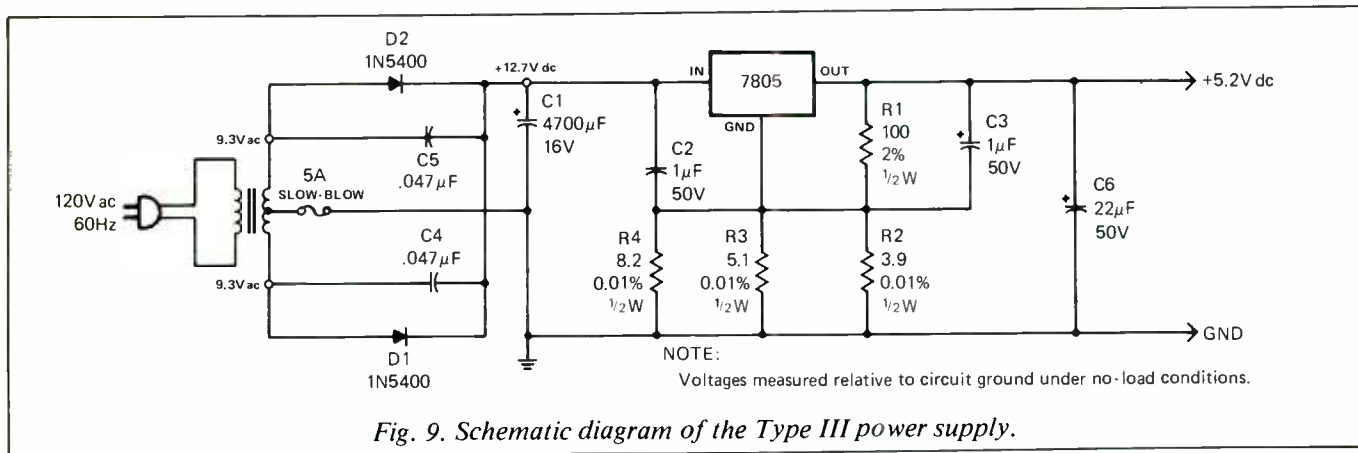 D2
1N5400
+12.7V dc
IN
7805
OUT
GND
+5.2V dc
C1
4700µF
16V
9.3V ac
C5
.047µF
C2
1µF
50V
R1
100
2%
½W
C3
1µF
50V
C6
22µF
50V
5A
SLOW-BLOW
120V ac
60Hz
C4
.047µF
9.3V ac
R4
8.2
0.01%
½W
R3
5.1
0.01%
½W
R2
3.9
0.01%
½W
D1
1N5400
GND
NOTE:
Voltages measured relative to circuit ground under no-load conditions.
Fig. 9. Schematic diagram of the Type III power supply.